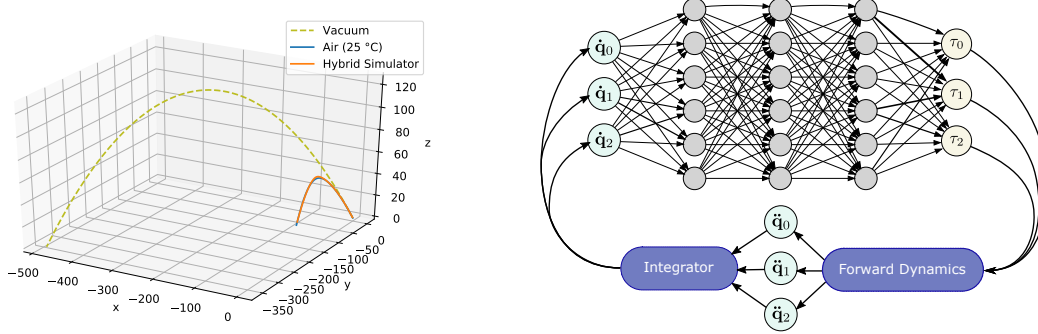 Vacuum
Air (25 °C)
Hybrid Simulator
120
100
80
60
40
20
0
z
−500
−400
−300
−200
−100
0
x
−350
−300
−250
−200
−150
−100
−50
0
y
q̇₀
q̇₁
q̇₂
τ₀
τ₁
τ₂
q̈₀
Integrator
q̈₁
Forward Dynamics
q̈₂